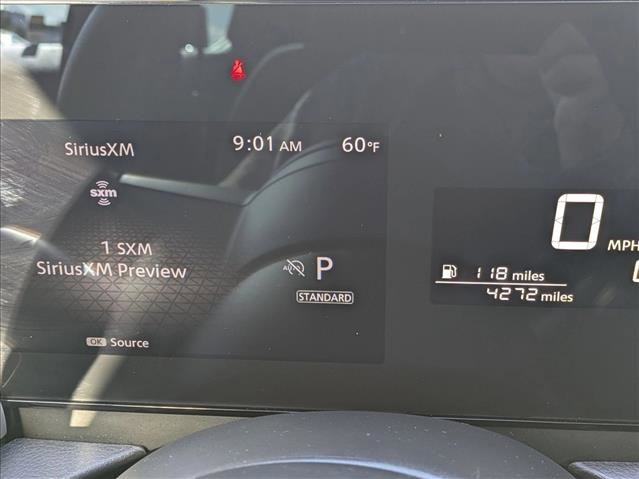 SiriusXM 9:01 AM 60°F
sxm
1 SXM
SiriusXM Preview
P
STANDARD
OK Source
0 MPH
118 miles
4272 miles